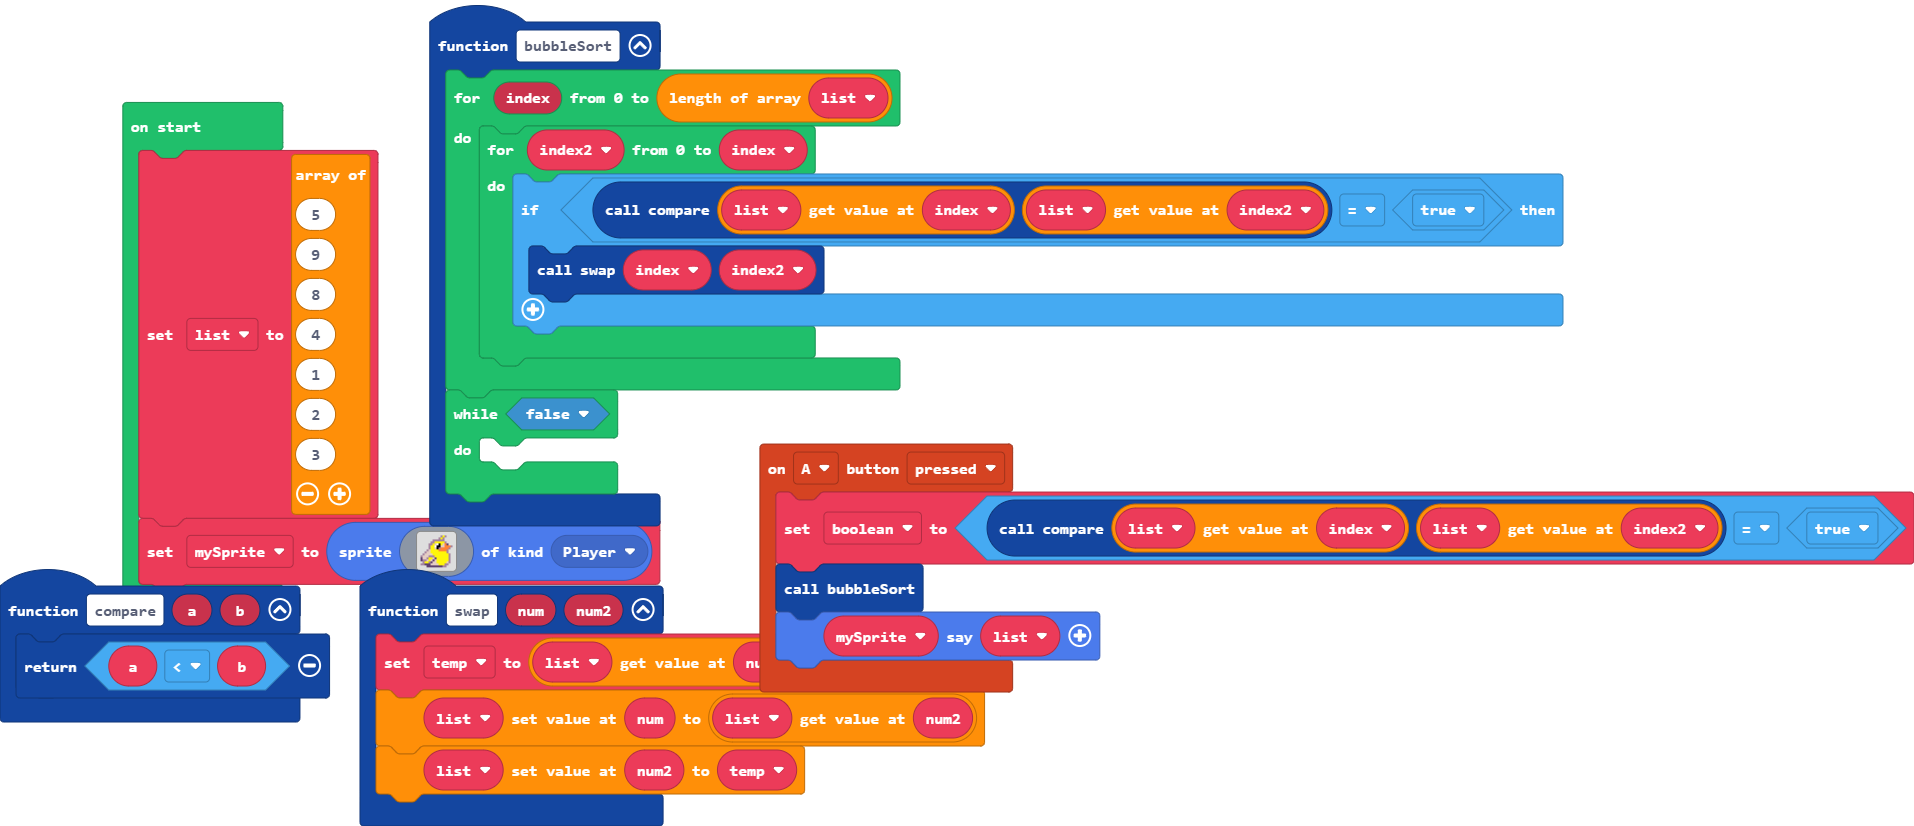 function bubbleSort
for index from 0 to length of array list
do
for index2 from 0 to index
do
if call compare list get value at index list get value at index2 = true then
call swap index index2
while false
do
on start
set list to array of
5
9
8
4
1
2
3
set mySprite to sprite of kind Player
on A button pressed
set boolean to call compare list get value at index list get value at index2 = true
call bubbleSort
mySprite say list
function compare a b
return a < b
function swap num num2
set temp to list get value at
list set value at num to list get value at num2
list set value at num2 to temp